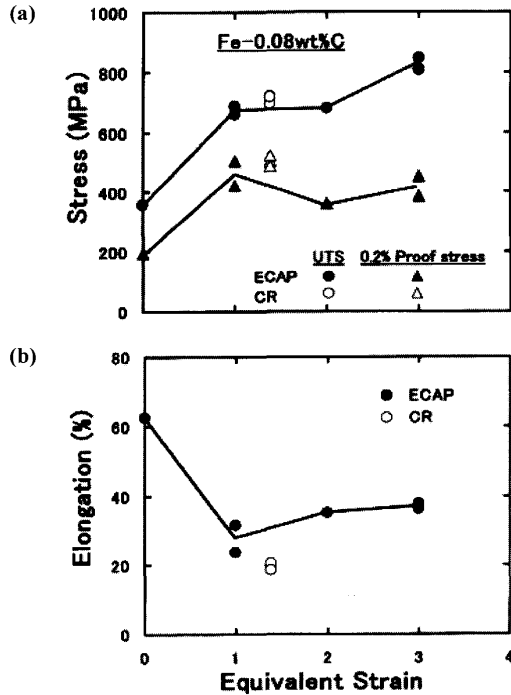 (a)
1000
800
600
400
200
0
Stress (MPa)
Fe-0.08wt%C
UTS 0.2% Proof stress
ECAP
CR
(b)
80
60
40
20
0
Elongation (%)
ECAP
CR
0 1 2 3 4
Equivalent Strain